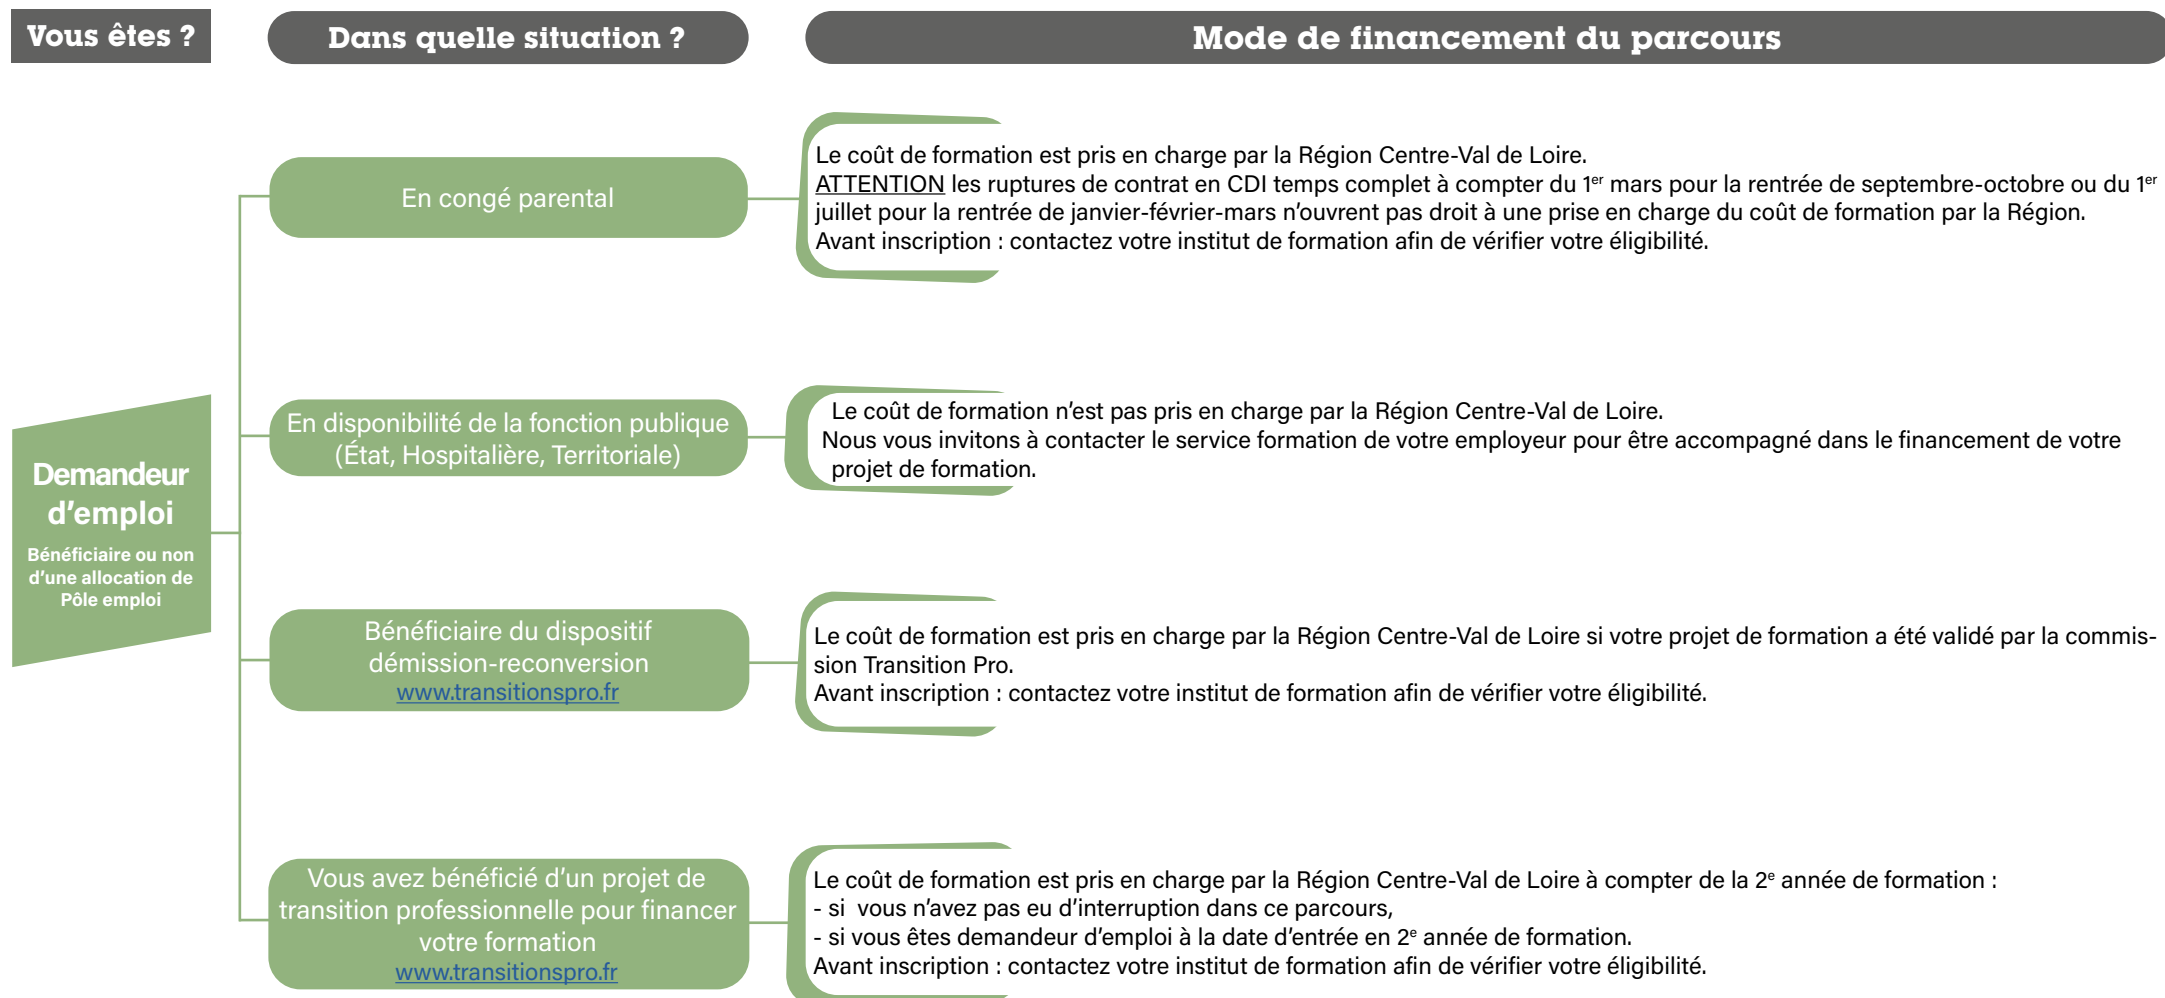 Vous êtes ?
Dans quelle situation ?
Mode de financement du parcours
Demandeur
d’emploi
Bénéficiaire ou non
d’une allocation de
Pôle emploi
En congé parental
Le coût de formation est pris en charge par la Région Centre-Val de Loire.
ATTENTION les ruptures de contrat en CDI temps complet à compter du 1er mars pour la rentrée de septembre-octobre ou du 1er
juillet pour la rentrée de janvier-février-mars n’ouvrent pas droit à une prise en charge du coût de formation par la Région.
Avant inscription : contactez votre institut de formation afin de vérifier votre éligibilité.
En disponibilité de la fonction publique
(État, Hospitalière, Territoriale)
Le coût de formation n’est pas pris en charge par la Région Centre-Val de Loire.
Nous vous invitons à contacter le service formation de votre employeur pour être accompagné dans le financement de votre
projet de formation.
Bénéficiaire du dispositif
démission-reconversion
www.transitionspro.fr
Le coût de formation est pris en charge par la Région Centre-Val de Loire si votre projet de formation a été validé par la commis-
sion Transition Pro.
Avant inscription : contactez votre institut de formation afin de vérifier votre éligibilité.
Vous avez bénéficié d’un projet de
transition professionnelle pour financer
votre formation
www.transitionspro.fr
Le coût de formation est pris en charge par la Région Centre-Val de Loire à compter de la 2e année de formation :
- si vous n’avez pas eu d’interruption dans ce parcours,
- si vous êtes demandeur d’emploi à la date d’entrée en 2e année de formation.
Avant inscription : contactez votre institut de formation afin de vérifier votre éligibilité.